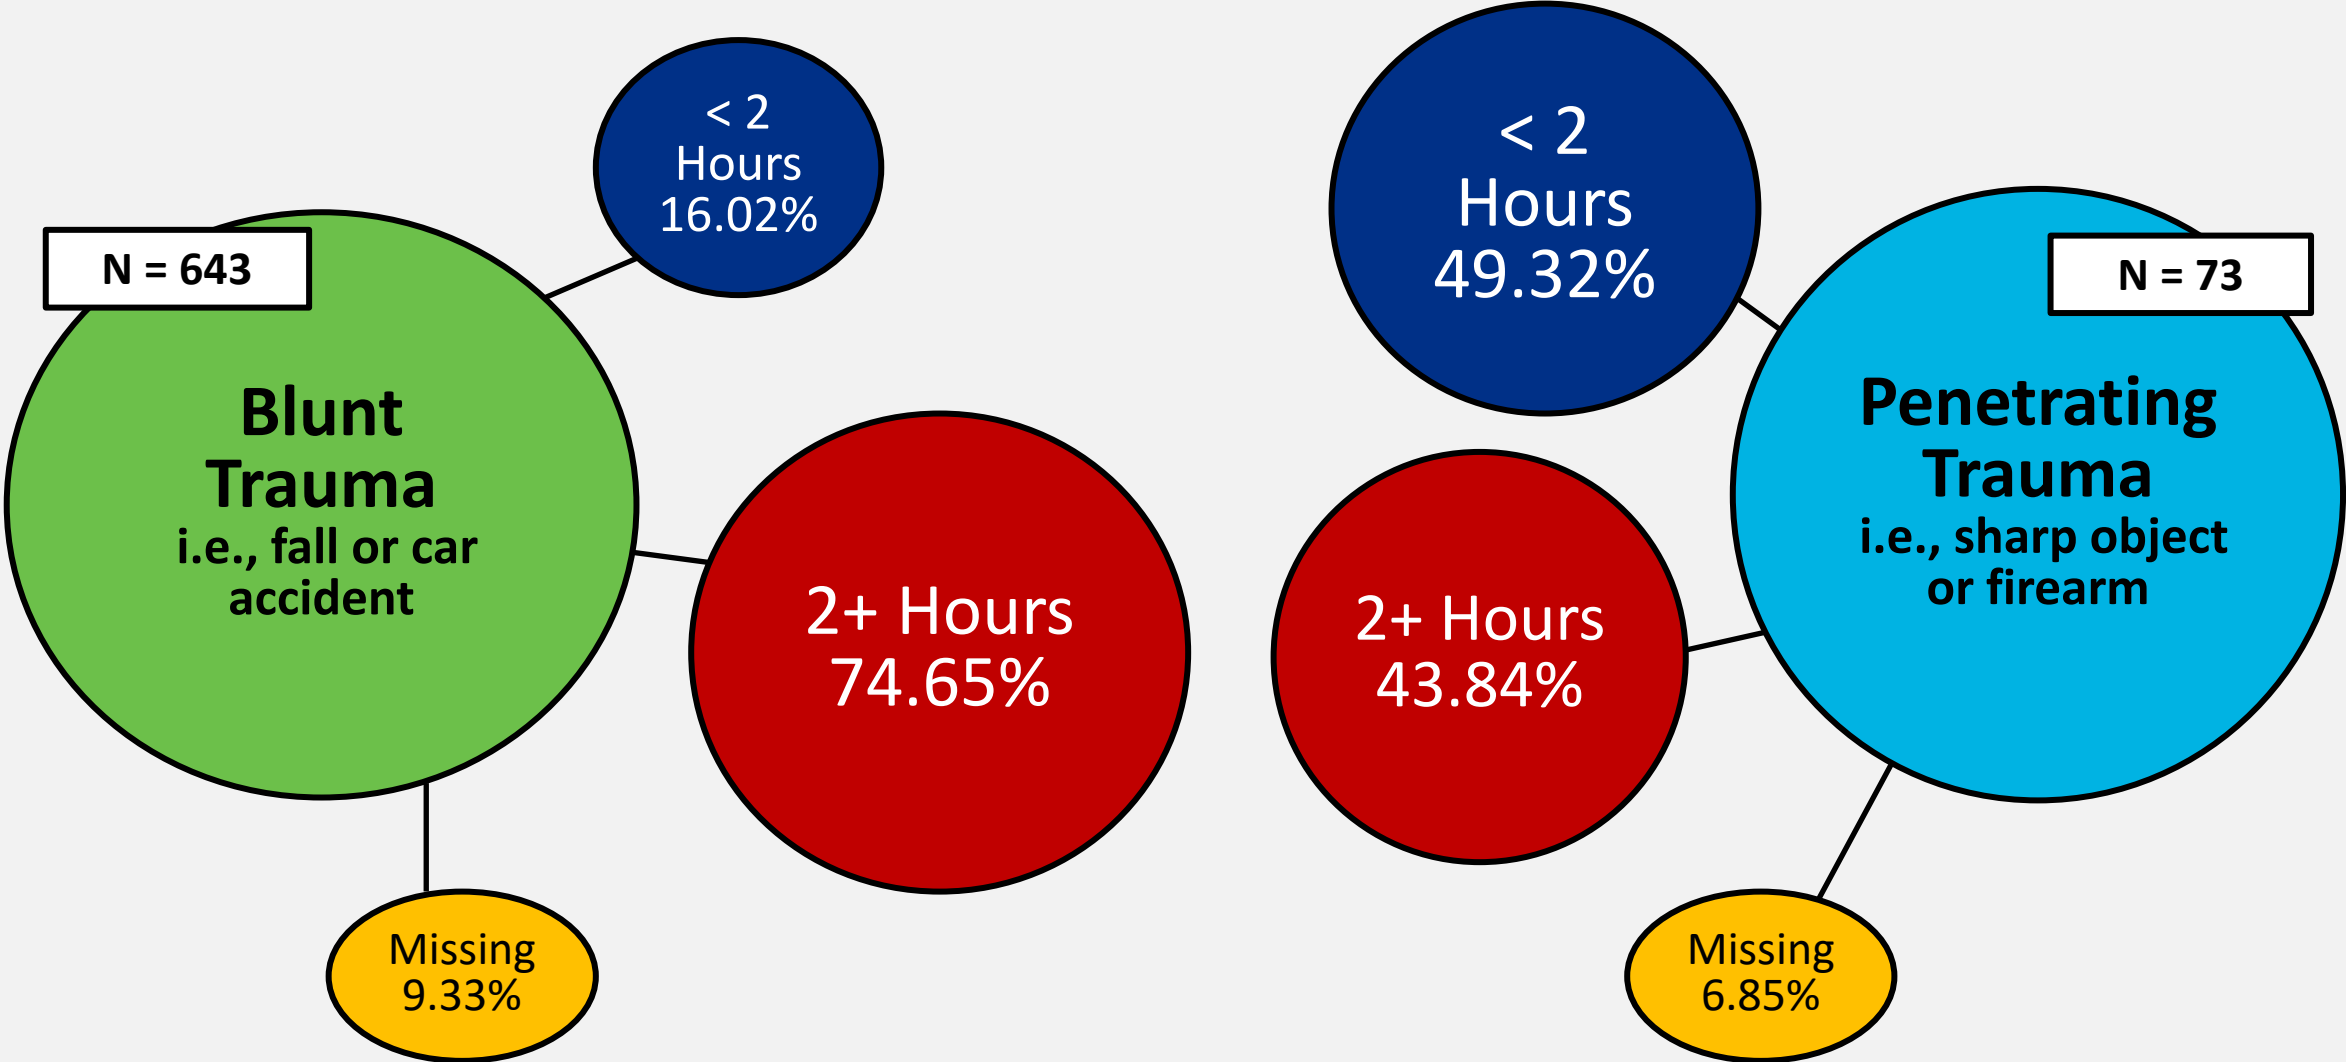 N = 643
Blunt
Trauma
i.e., fall or car
accident
< 2
Hours
16.02%
2+ Hours
74.65%
Missing
9.33%
< 2
Hours
49.32%
N = 73
Penetrating
Trauma
i.e., sharp object
or firearm
2+ Hours
43.84%
Missing
6.85%